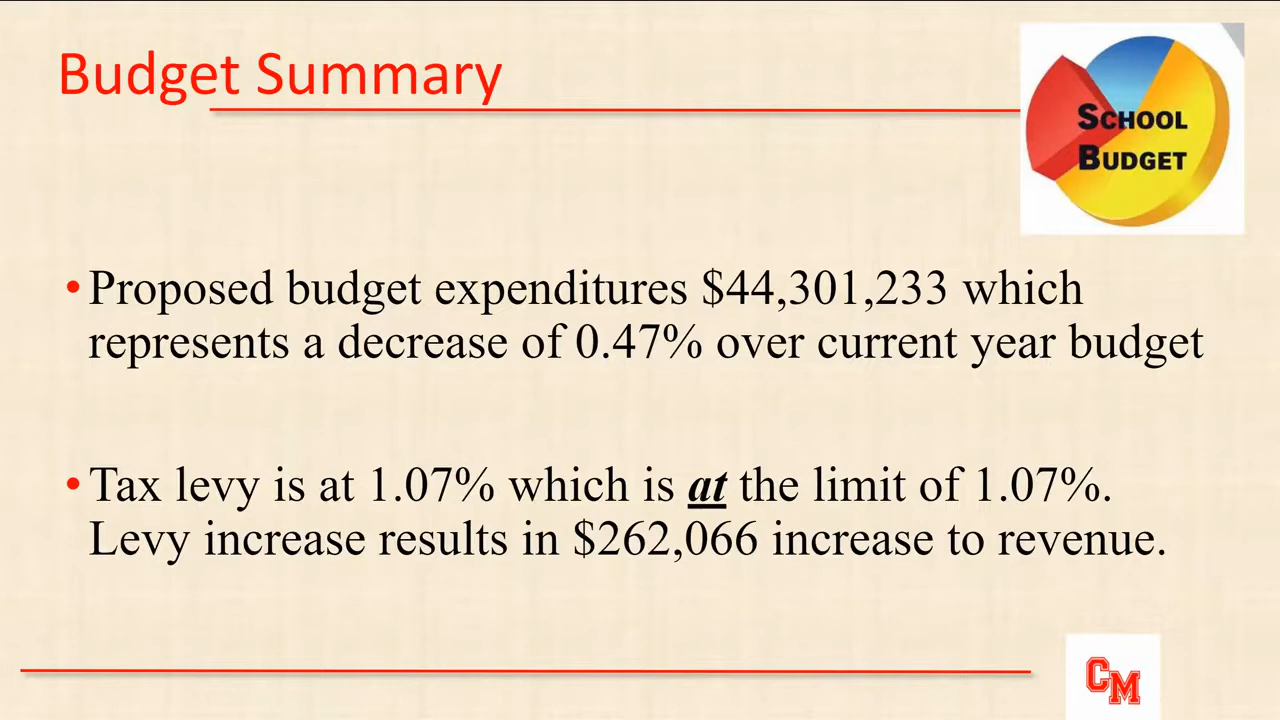 Budget Summary
SCHOOL
BUDGET
• Proposed budget expenditures $44,301,233 which
represents a decrease of 0.47% over current year budget
• Tax levy is at 1.07% which is at the limit of 1.07%.
Levy increase results in $262,066 increase to revenue.
CM